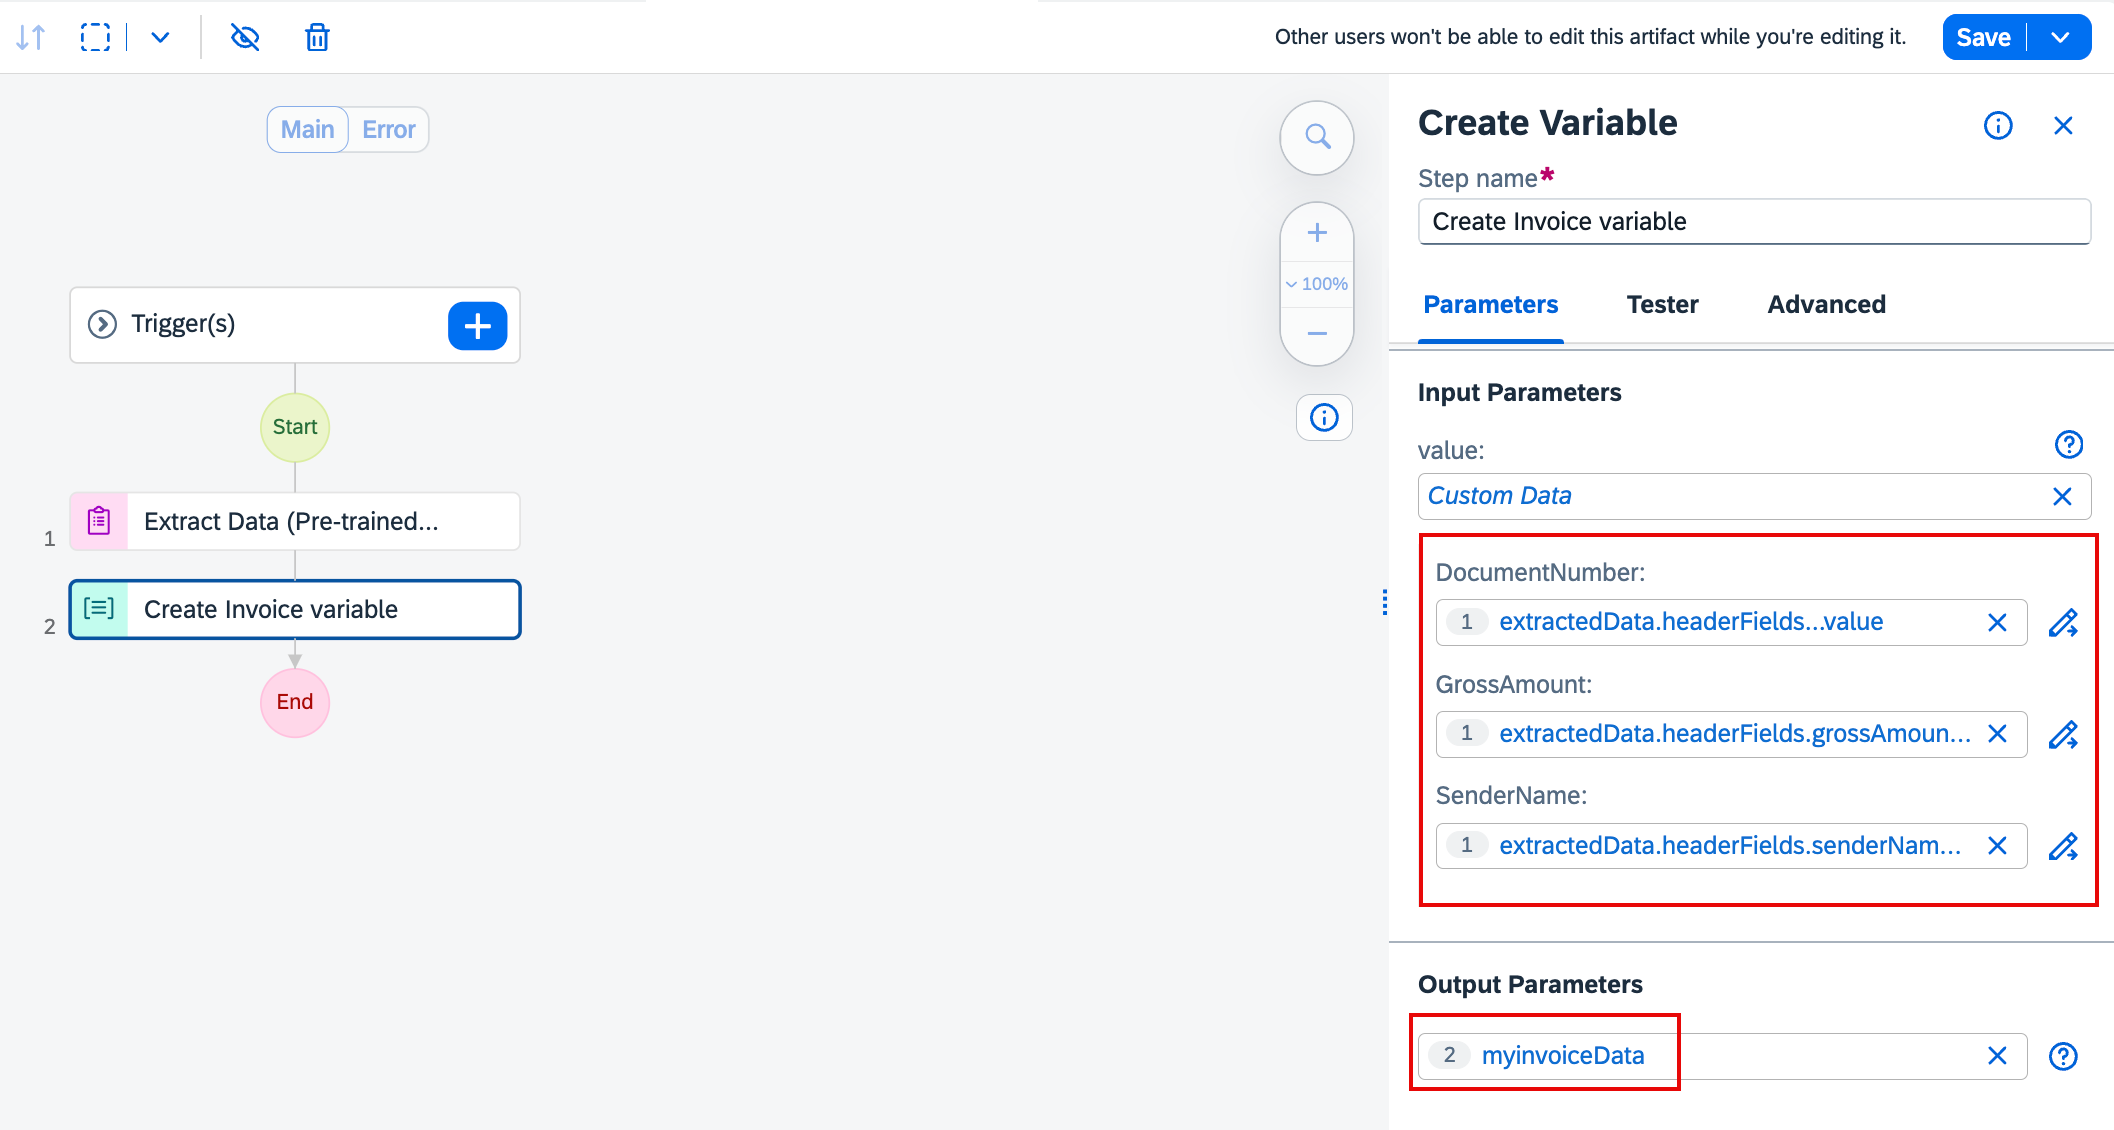 Other users won't be able to edit this artifact while you're editing it.
Save
Main
Error
100%
Trigger(s)
Start
1
Extract Data (Pre-trained...
2
Create Invoice variable
End
Create Variable
Step name*
Create Invoice variable
Parameters
Tester
Advanced
Input Parameters
value:
Custom Data
DocumentNumber:
1 extractedData.headerFields...value
GrossAmount:
1 extractedData.headerFields.grossAmoun...
SenderName:
1 extractedData.headerFields.senderNam...
Output Parameters
2 myinvoiceData